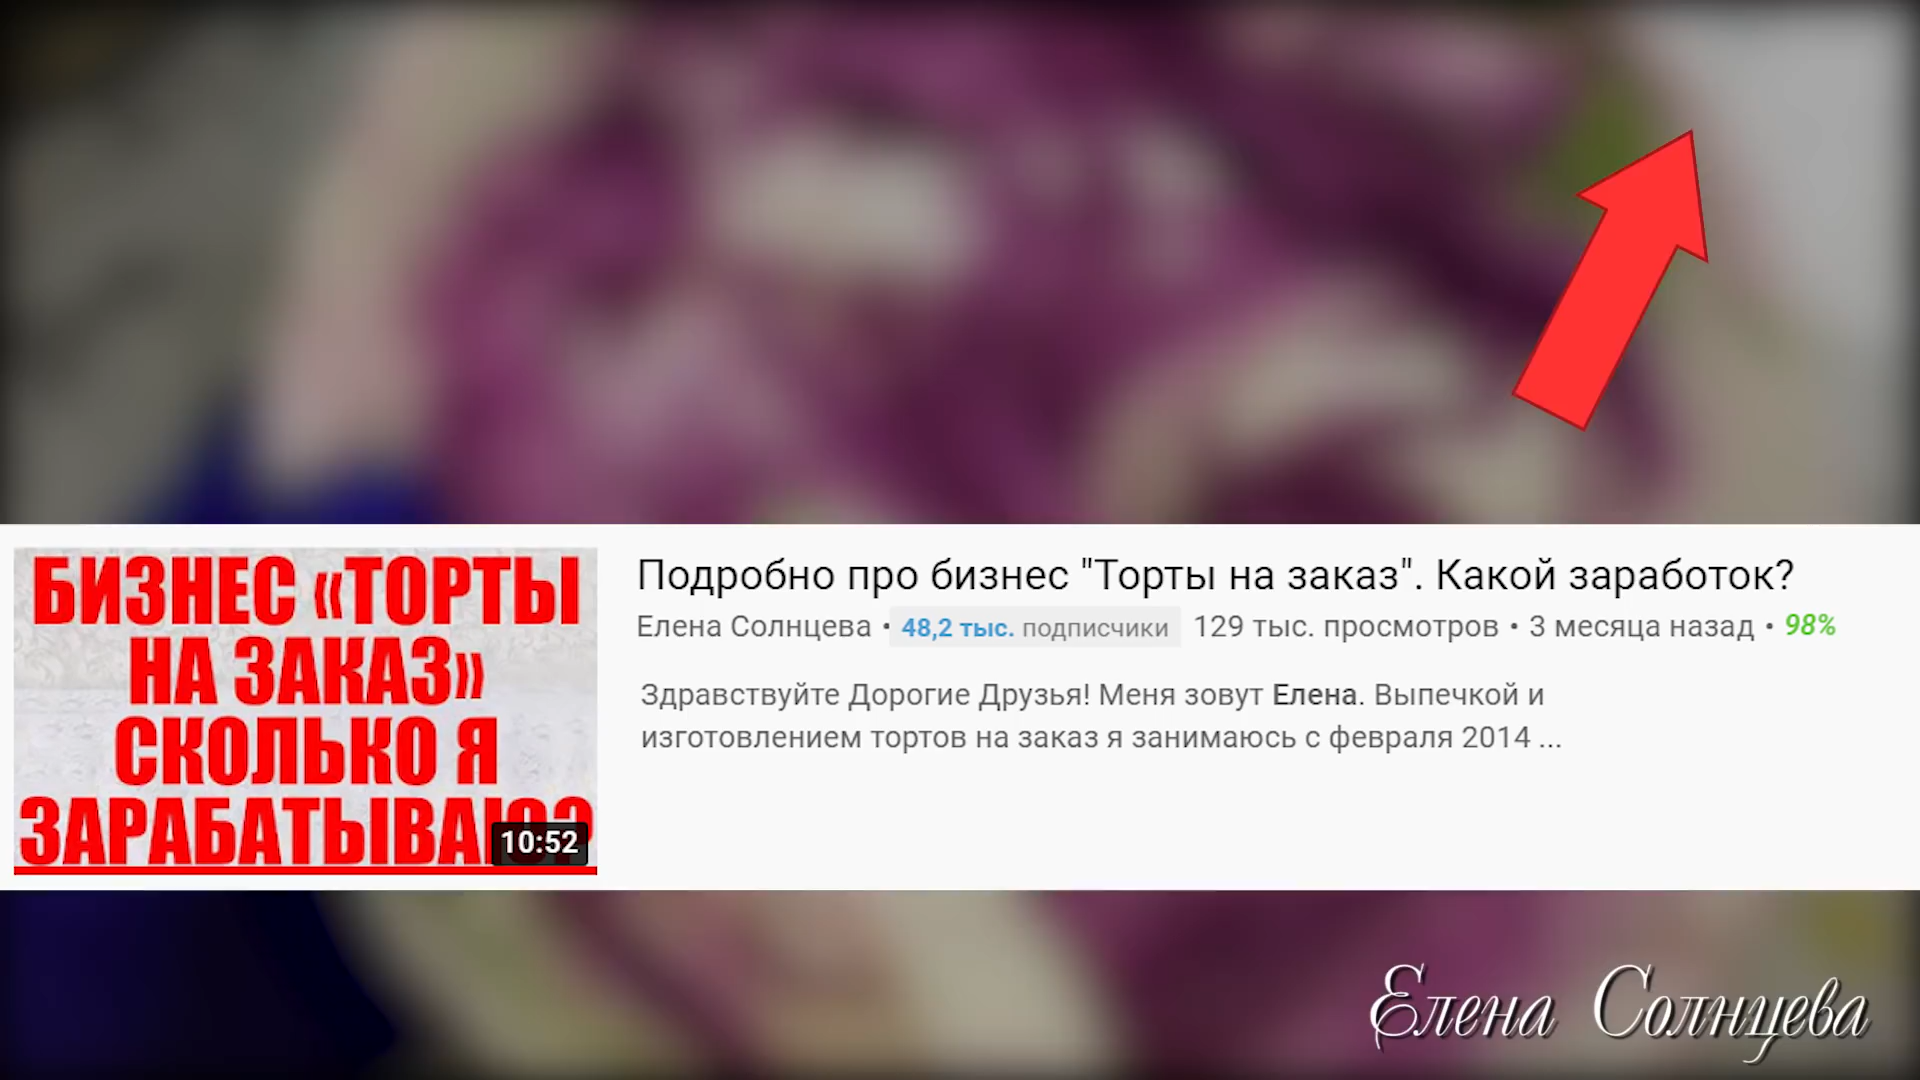 БИЗНЕС «ТОРТЫ
НА ЗАКАЗ»
СКОЛЬКО Я
ЗАРАБАТЫВАЮ?
10:52
Подробно про бизнес "Торты на заказ". Какой заработок?
Елена Солнцева • 48,2 тыс. подписчики 129 тыс. просмотров • 3 месяца назад • 98%
Здравствуйте Дорогие Друзья! Меня зовут Елена. Выпечкой и
изготовлением тортов на заказ я занимаюсь с февраля 2014 ...
Елена Солнцева